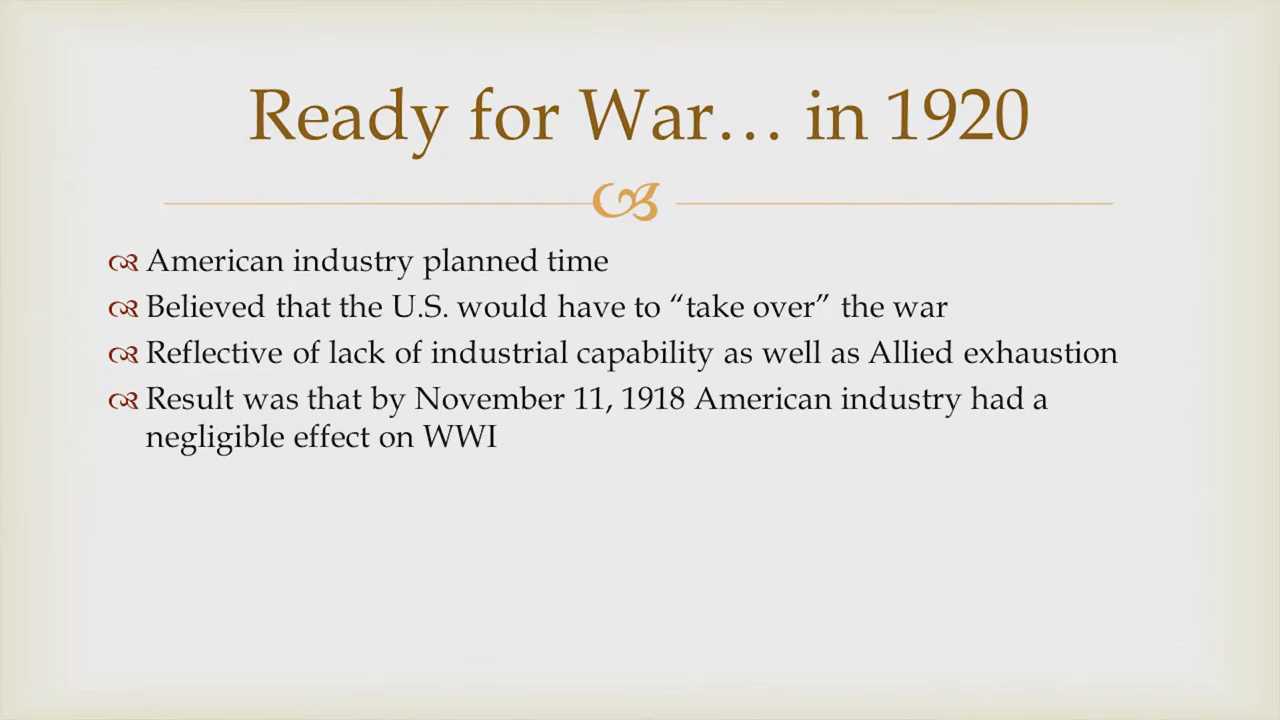 Ready for War… in 1920
American industry planned time
Believed that the U.S. would have to “take over” the war
Reflective of lack of industrial capability as well as Allied exhaustion
Result was that by November 11, 1918 American industry had a
negligible effect on WWI